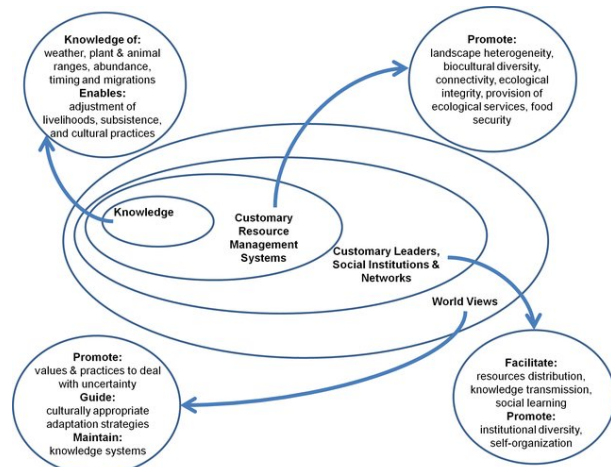 Knowledge of:
weather, plant & animal
ranges, abundance,
timing and migrations
Enables:
adjustment of
livelihoods, subsistence,
and cultural practices
Promote:
landscape heterogeneity,
biocultural diversity,
connectivity, ecological
integrity, provision of
ecological services, food
security
Knowledge
Customary
Resource
Management
Systems
Customary Leaders,
Social Institutions &
Networks
World Views
Promote:
values & practices to deal
with uncertainty
Guide:
culturally appropriate
adaptation strategies
Maintain:
knowledge systems
Facilitate:
resources distribution,
knowledge transmission,
social learning
Promote:
institutional diversity,
self-organization